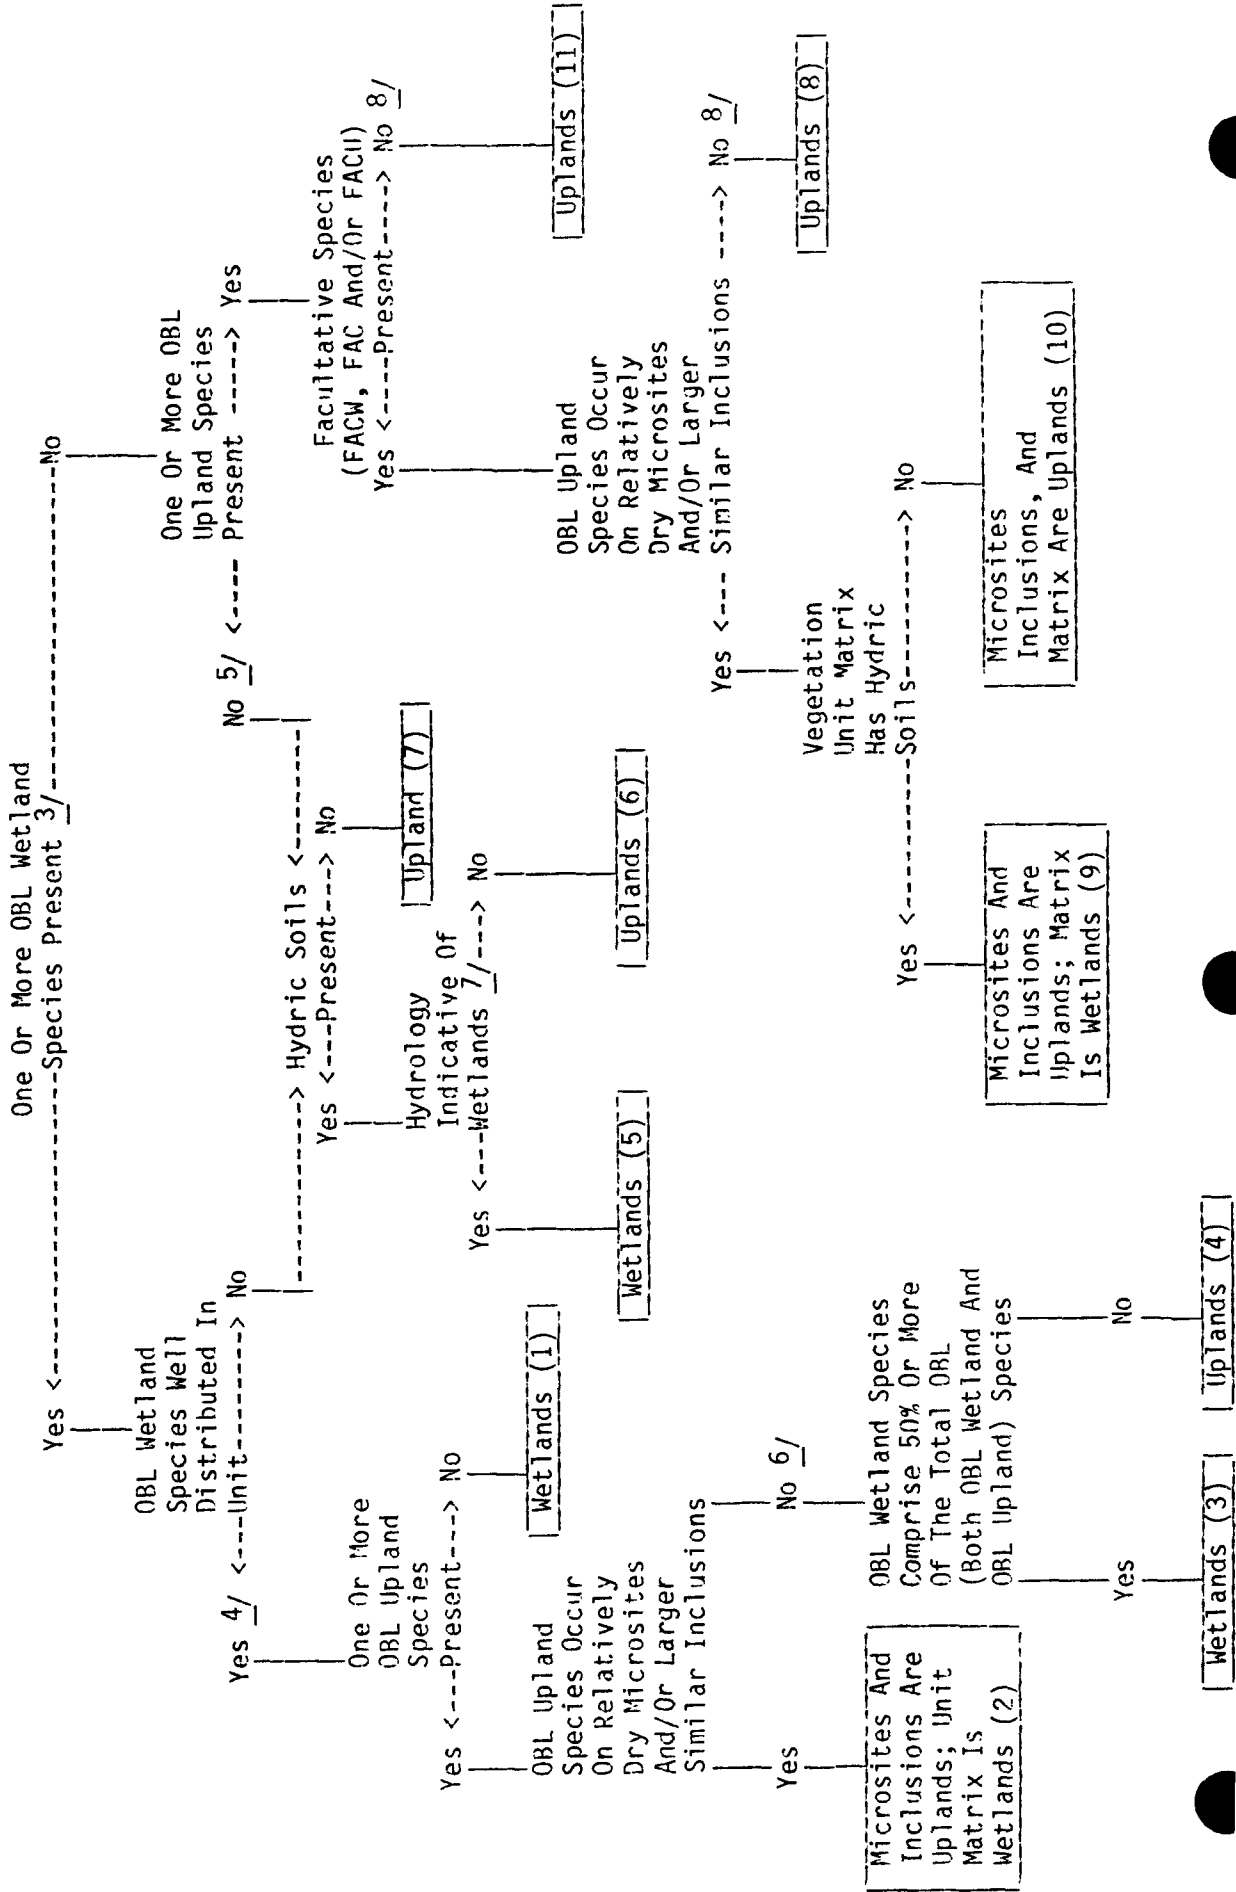 One Or More OBL Wetland
Yes <----------------Species Present 3/----------------No
OBL Wetland
Species Well
Distributed In
Yes 4/ <---Unit--------> No
One Or More OBL
Upland Species
No 5/ <---- Present -----> Yes
--------> Hydric Soils <---------
Yes <---Present---> No
Upland (7)
Facultative Species
(FACW, FAC And/Or FACU)
Yes <----Present-----> No 8/
Uplands (11)
One Or More
OBL Upland
Species
Yes <---Present---> No
Wetlands (1)
Hydrology
Indicative Of
Yes <---Wetlands 7/---> No
Wetlands (5)
Uplands (6)
OBL Upland
Species Occur
On Relatively
Dry Microsites
And/Or Larger
Similar Inclusions
Yes
No 6/
OBL Upland
Species Occur
On Relatively
Dry Microsites
And/Or Larger
Yes <--- Similar Inclusions ----> No 8/
Uplands (8)
Microsites And
Inclusions Are
Uplands; Unit
Matrix Is
Wetlands (2)
OBL Wetland Species
Comprise 50% Or More
Of The Total OBL
(Both OBL Wetland And
OBL Upland) Species
Yes
No
Wetlands (3)
Uplands (4)
Vegetation
Unit Matrix
Has Hydric
Yes <-----------Soils----------> No
Microsites And
Inclusions Are
Uplands; Matrix
Is Wetlands (9)
Microsites
Inclusions, And
Matrix Are Uplands (10)